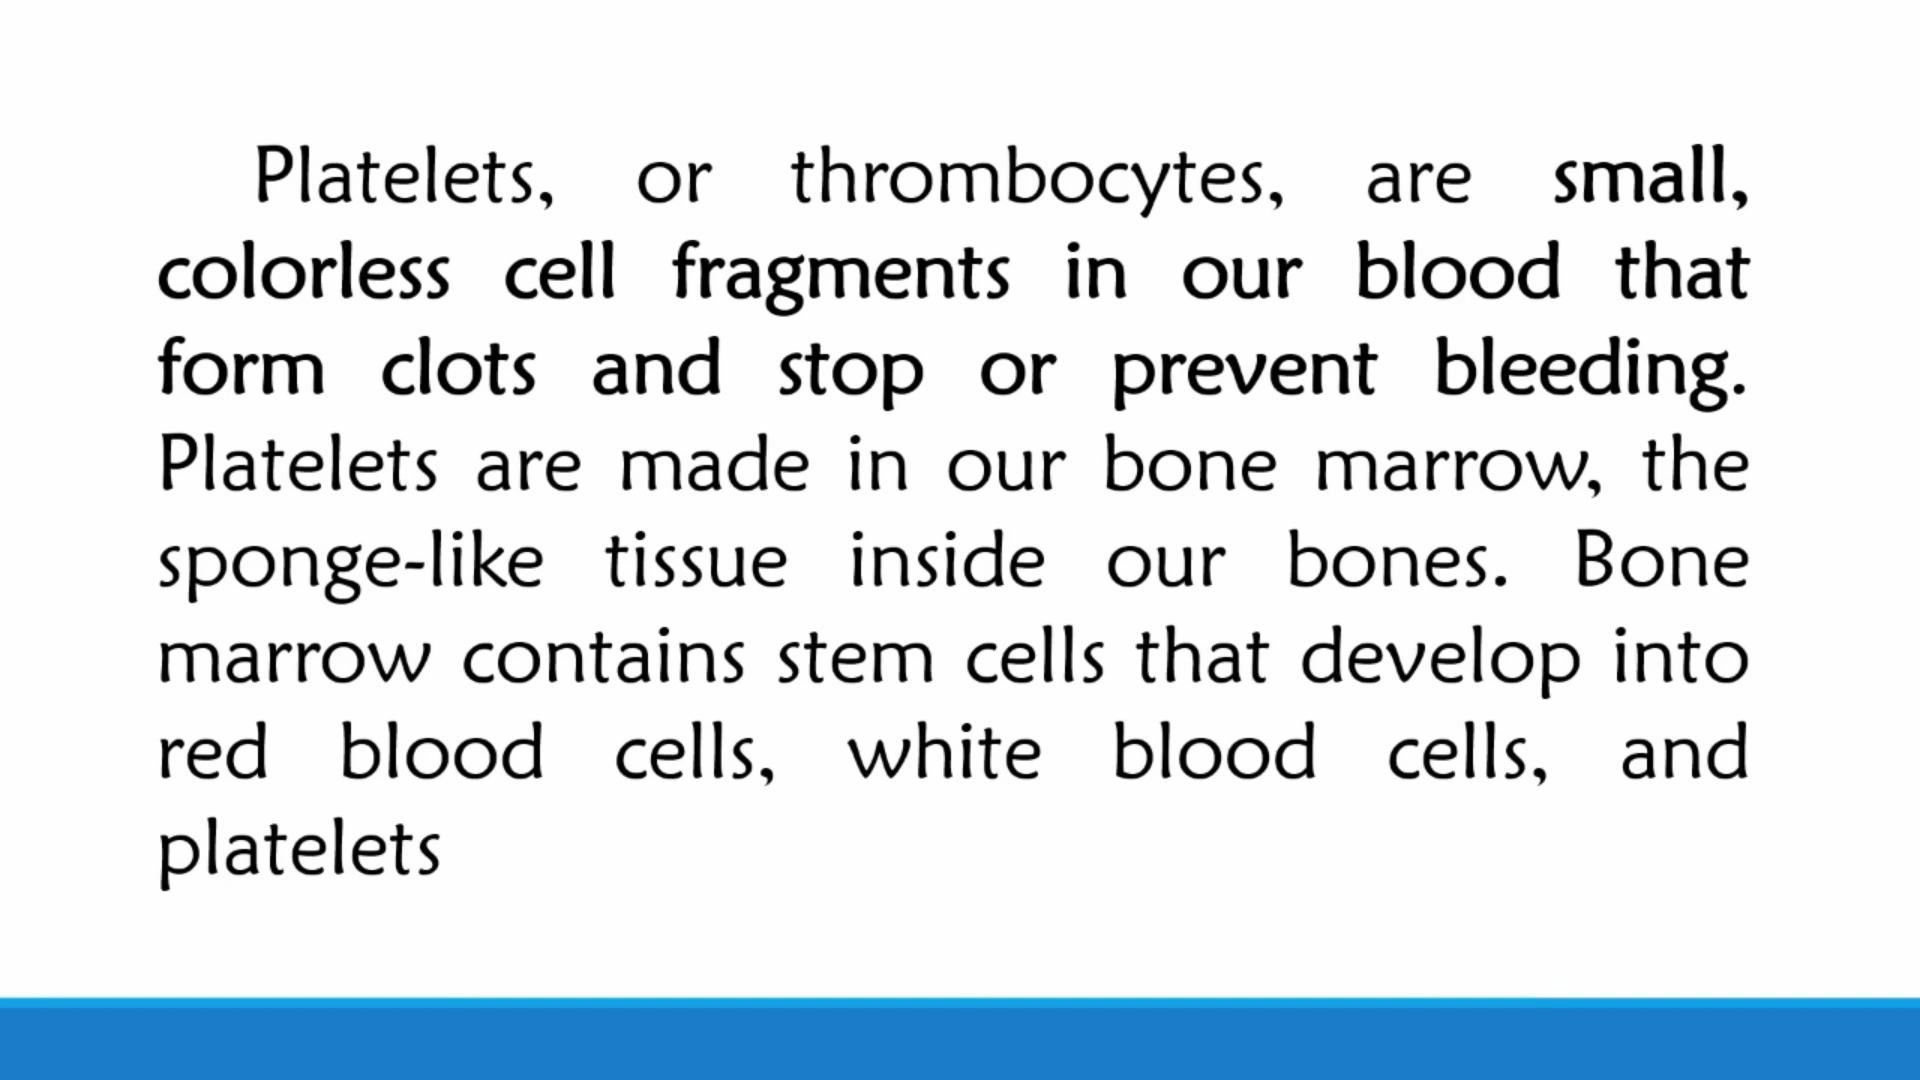 Platelets, or thrombocytes, are small,
colorless cell fragments in our blood that
form clots and stop or prevent bleeding.
Platelets are made in our bone marrow, the
sponge-like tissue inside our bones. Bone
marrow contains stem cells that develop into
red blood cells, white blood cells, and
platelets